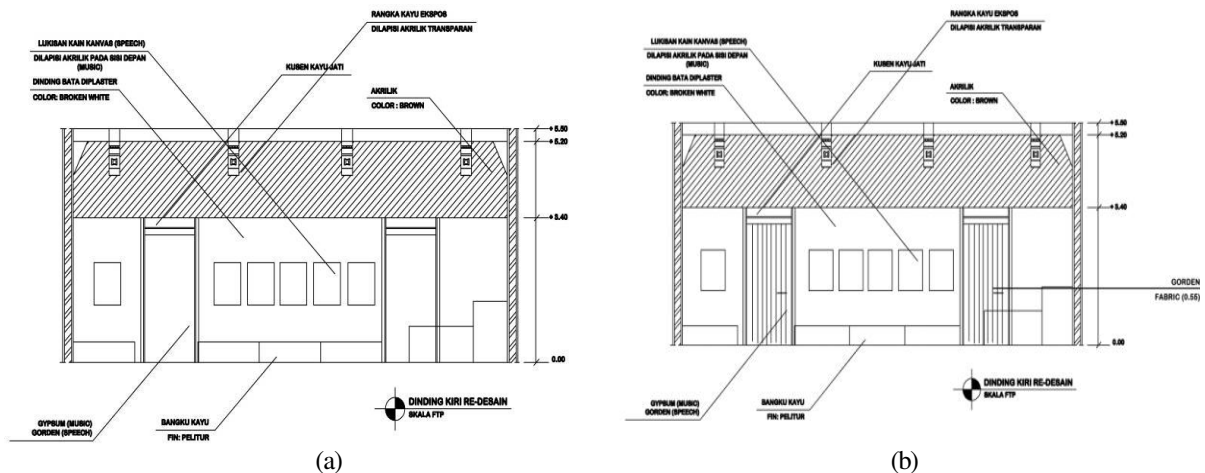 RANGKA KAYU EKSPOS
DILAPISI AKRILIK TRANSPARAN
LUKISAN KAIN KANVAS (SPEECH)
DILAPISI AKRILIK PADA SISI DEPAN
(MUSIC)
KUSEN KAYU JATI
DINDING BATA DIPLASTER
COLOR: BROKEN WHITE
AKRILIK
COLOR : BROWN
+ 5.50
+ 5.20
+ 3.40
0.00
GYPSUM (MUSIC)
GORDEN (SPEECH)
BANGKU KAYU
FIN: PELITUR
DINDING KIRI RE-DESAIN
SKALA FTP
(a)
RANGKA KAYU EKSPOS
DILAPISI AKRILIK TRANSPARAN
LUKISAN KAIN KANVAS (SPEECH)
DILAPISI AKRILIK PADA SISI DEPAN
(MUSIC)
KUSEN KAYU JATI
DINDING BATA DIPLASTER
COLOR: BROKEN WHITE
AKRILIK
COLOR : BROWN
+ 5.50
+ 5.20
+ 3.40
GORDEN
FABRIC (0.55)
0.00
GYPSUM (MUSIC)
GORDEN (SPEECH)
BANGKU KAYU
FIN: PELITUR
DINDING KIRI RE-DESAIN
SKALA FTP
(b)